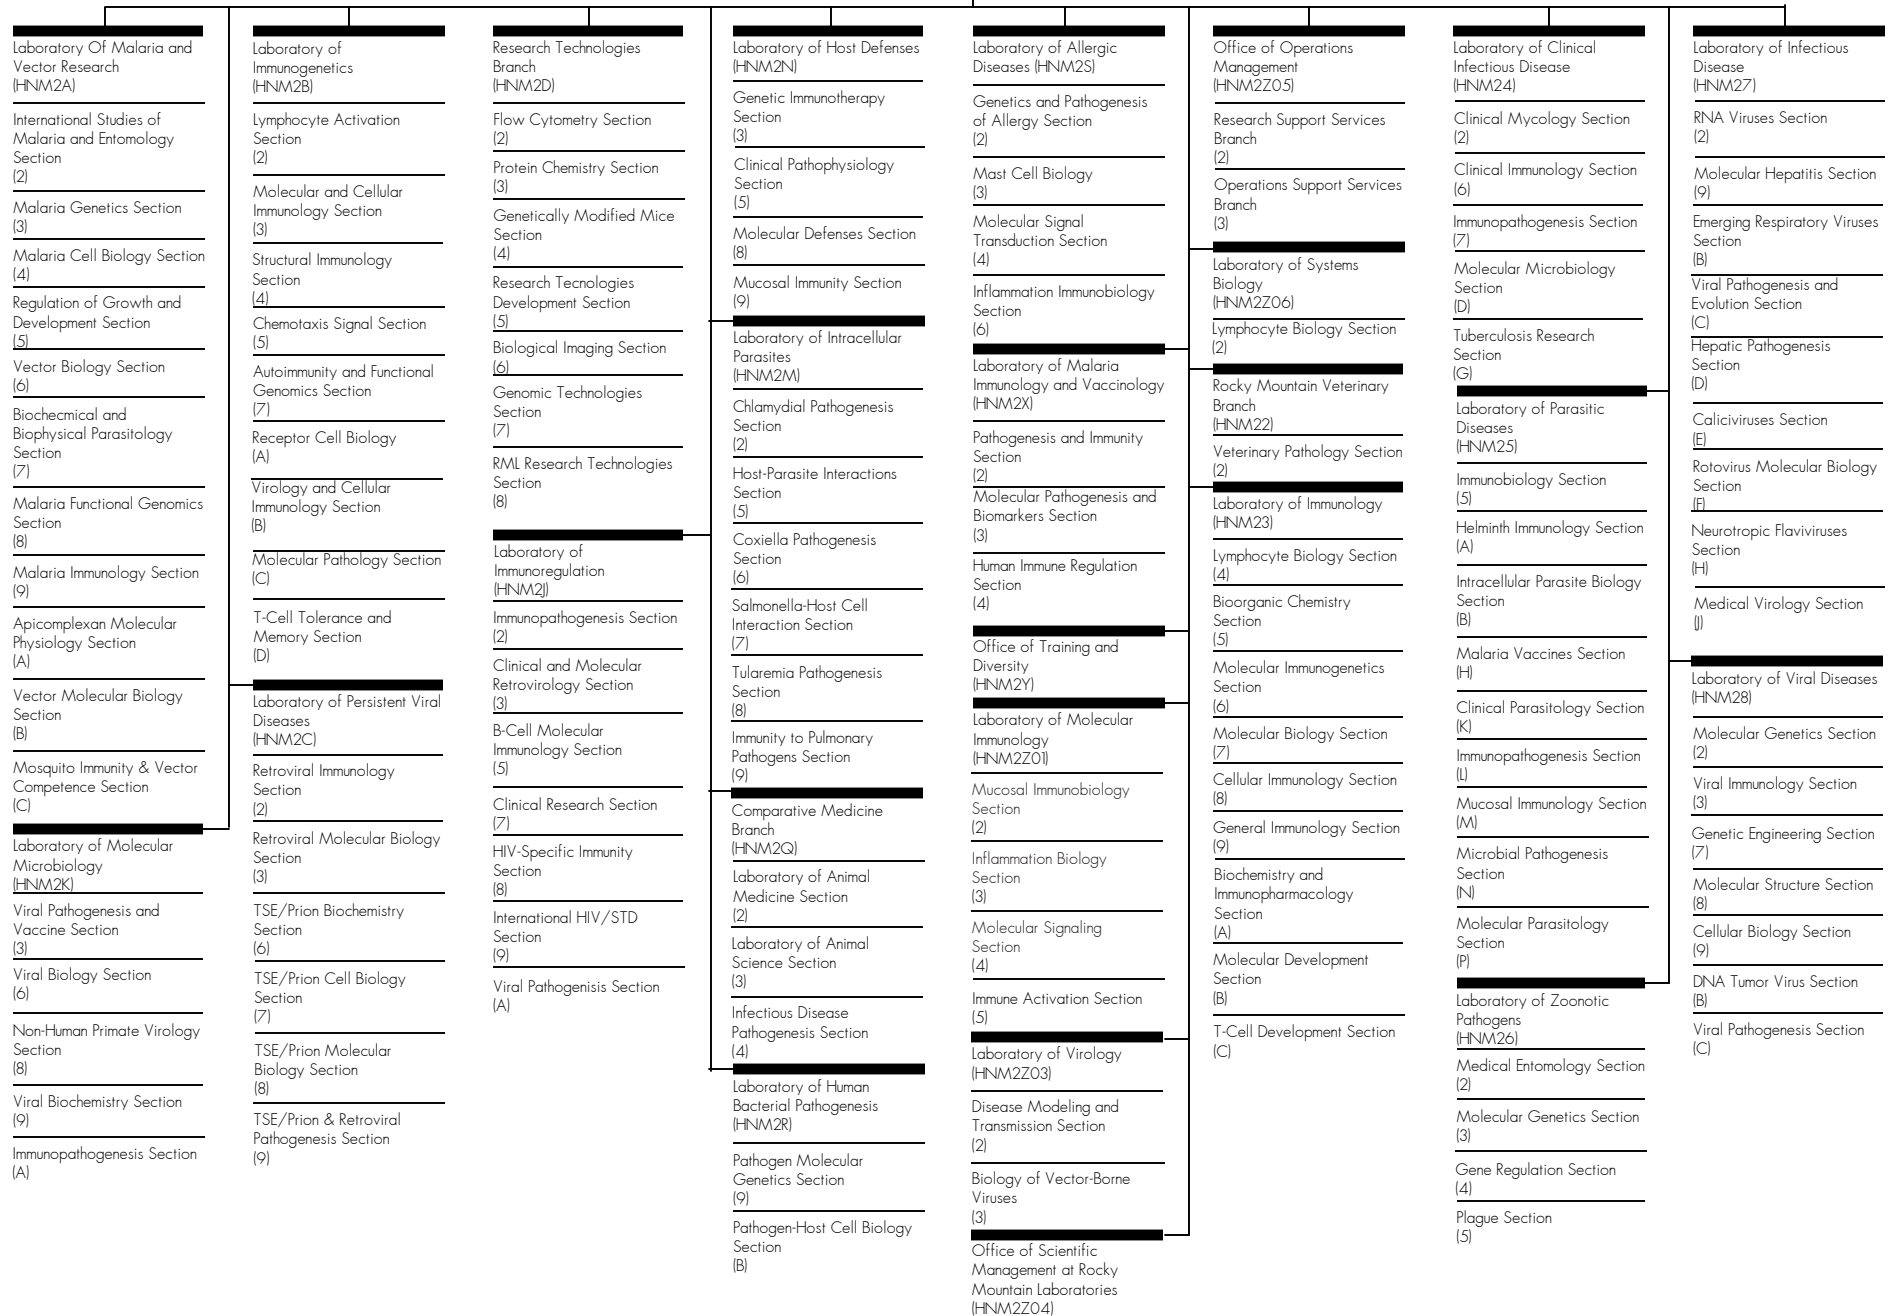 Laboratory Of Malaria and
Vector Research
(HNM2A)
International Studies of
Malaria and Entomology
Section
(2)
Malaria Genetics Section
(3)
Malaria Cell Biology Section
(4)
Regulation of Growth and
Development Section
(5)
Vector Biology Section
(6)
Biochecmical and
Biophysical Parasitology
Section
(7)
Malaria Functional Genomics
Section
(8)
Malaria Immunology Section
(9)
Apicomplexan Molecular
Physiology Section
(A)
Vector Molecular Biology
Section
(B)
Mosquito Immunity & Vector
Competence Section
(C)
Laboratory of Molecular
Microbiology
(HNM2K)
Viral Pathogenesis and
Vaccine Section
(3)
Viral Biology Section
(6)
Non-Human Primate Virology
Section
(8)
Viral Biochemistry Section
(9)
Immunopathogenesis Section
(A)
Laboratory of
Immunogenetics
(HNM2B)
Lymphocyte Activation
Section
(2)
Molecular and Cellular
Immunology Section
(3)
Structural Immunology
Section
(4)
Chemotaxis Signal Section
(5)
Autoimmunity and Functional
Genomics Section
(7)
Receptor Cell Biology
(A)
Virology and Cellular
Immunology Section
(B)
Molecular Pathology Section
(C)
T-Cell Tolerance and
Memory Section
(D)
Laboratory of Persistent Viral
Diseases
(HNM2C)
Retroviral Immunology
Section
(2)
Retroviral Molecular Biology
Section
(3)
TSE/Prion Biochemistry
Section
(6)
TSE/Prion Cell Biology
Section
(7)
TSE/Prion Molecular
Biology Section
(8)
TSE/Prion & Retroviral
Pathogenesis Section
(9)
Research Technologies
Branch
(HNM2D)
Flow Cytometry Section
(2)
Protein Chemistry Section
(3)
Genetically Modified Mice
Section
(4)
Research Tecnologies
Development Section
(5)
Biological Imaging Section
(6)
Genomic Technologies
Section
(7)
RML Research Technologies
Section
(8)
Laboratory of
Immunoregulation
(HNM2J)
Immunopathogenesis Section
(2)
Clinical and Molecular
Retrovirology Section
(3)
B-Cell Molecular
Immunology Section
(5)
Clinical Research Section
(7)
HIV-Specific Immunity
Section
(8)
International HIV/STD
Section
(9)
Viral Pathogenisis Section
(A)
Laboratory of Host Defenses
(HNM2N)
Genetic Immunotherapy
Section
(3)
Clinical Pathophysiology
Section
(5)
Molecular Defenses Section
(8)
Mucosal Immunity Section
(9)
Laboratory of Intracellular
Parasites
(HNM2M)
Chlamydial Pathogenesis
Section
(2)
Host-Parasite Interactions
Section
(5)
Coxiella Pathogenesis
Section
(6)
Salmonella-Host Cell
Interaction Section
(7)
Tularemia Pathogenesis
Section
(8)
Immunity to Pulmonary
Pathogens Section
(9)
Comparative Medicine
Branch
(HNM2Q)
Laboratory of Animal
Medicine Section
(2)
Laboratory of Animal
Science Section
(3)
Infectious Disease
Pathogenesis Section
(4)
Laboratory of Human
Bacterial Pathogenesis
(HNM2R)
Pathogen Molecular
Genetics Section
(9)
Pathogen-Host Cell Biology
Section
(B)
Laboratory of Allergic
Diseases (HNM2S)
Genetics and Pathogenesis
of Allergy Section
(2)
Mast Cell Biology
(3)
Molecular Signal
Transduction Section
(4)
Inflammation Immunobiology
Section
(6)
Laboratory of Malaria
Immunology and Vaccinology
(HNM2X)
Pathogenesis and Immunity
Section
(2)
Molecular Pathogenesis and
Biomarkers Section
(3)
Human Immune Regulation
Section
(4)
Office of Training and
Diversity
(HNM2Y)
Laboratory of Molecular
Immunology
(HNM2Z01)
Mucosal Immunobiology
Section
(2)
Inflammation Biology
Section
(3)
Molecular Signaling
Section
(4)
Immune Activation Section
(5)
Laboratory of Virology
(HNM2Z03)
Disease Modeling and
Transmission Section
(2)
Biology of Vector-Borne
Viruses
(3)
Office of Scientific
Management at Rocky
Mountain Laboratories
(HNM2Z04)
Office of Operations
Management
(HNM2Z05)
Research Support Services
Branch
(2)
Operations Support Services
Branch
(3)
Laboratory of Systems
Biology
(HNM2Z06)
Lymphocyte Biology Section
(2)
Rocky Mountain Veterinary
Branch
(HNM22)
Veterinary Pathology Section
(2)
Laboratory of Immunology
(HNM23)
Lymphocyte Biology Section
(4)
Bioorganic Chemistry
Section
(5)
Molecular Immunogenetics
Section
(6)
Molecular Biology Section
(7)
Cellular Immunology Section
(8)
General Immunology Section
(9)
Biochemistry and
Immunopharmacology
Section
(A)
Molecular Development
Section
(B)
T-Cell Development Section
(C)
Laboratory of Clinical
Infectious Disease
(HNM24)
Clinical Mycology Section
(2)
Clinical Immunology Section
(6)
Immunopathogenesis Section
(7)
Molecular Microbiology
Section
(D)
Tuberculosis Research
Section
(G)
Laboratory of Parasitic
Diseases
(HNM25)
Immunobiology Section
(5)
Helminth Immunology Section
(A)
Intracellular Parasite Biology
Section
(B)
Malaria Vaccines Section
(H)
Clinical Parasitology Section
(K)
Immunopathogenesis Section
(L)
Mucosal Immunology Section
(M)
Microbial Pathogenesis
Section
(N)
Molecular Parasitology
Section
(P)
Laboratory of Zoonotic
Pathogens
(HNM26)
Medical Entomology Section
(2)
Molecular Genetics Section
(3)
Gene Regulation Section
(4)
Plague Section
(5)
Laboratory of Infectious
Disease
(HNM27)
RNA Viruses Section
(2)
Molecular Hepatitis Section
(9)
Emerging Respiratory Viruses
Section
(B)
Viral Pathogenesis and
Evolution Section
(C)
Hepatic Pathogenesis
Section
(D)
Caliciviruses Section
(E)
Rotovirus Molecular Biology
Section
(F)
Neurotropic Flaviviruses
Section
(H)
Medical Virology Section
(J)
Laboratory of Viral Diseases
(HNM28)
Molecular Genetics Section
(2)
Viral Immunology Section
(3)
Genetic Engineering Section
(7)
Molecular Structure Section
(8)
Cellular Biology Section
(9)
DNA Tumor Virus Section
(B)
Viral Pathogenesis Section
(C)